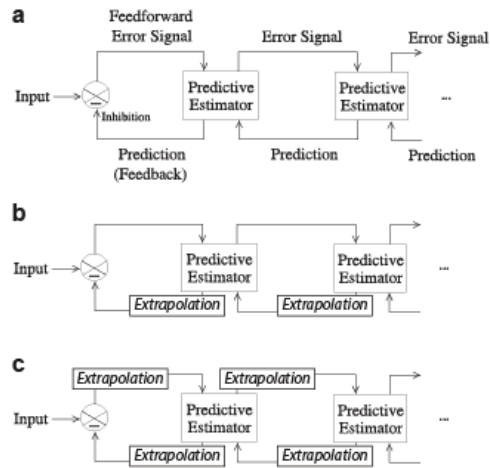 a
Feedforward
Error Signal
Error Signal
Error Signal
Input
Inhibition
Predictive
Estimator
Predictive
Estimator
...
Prediction
(Feedback)
Prediction
Prediction
b
Input
Predictive
Estimator
Predictive
Estimator
...
Extrapolation
Extrapolation
c
Extrapolation
Extrapolation
Input
Predictive
Estimator
Predictive
Estimator
...
Extrapolation
Extrapolation